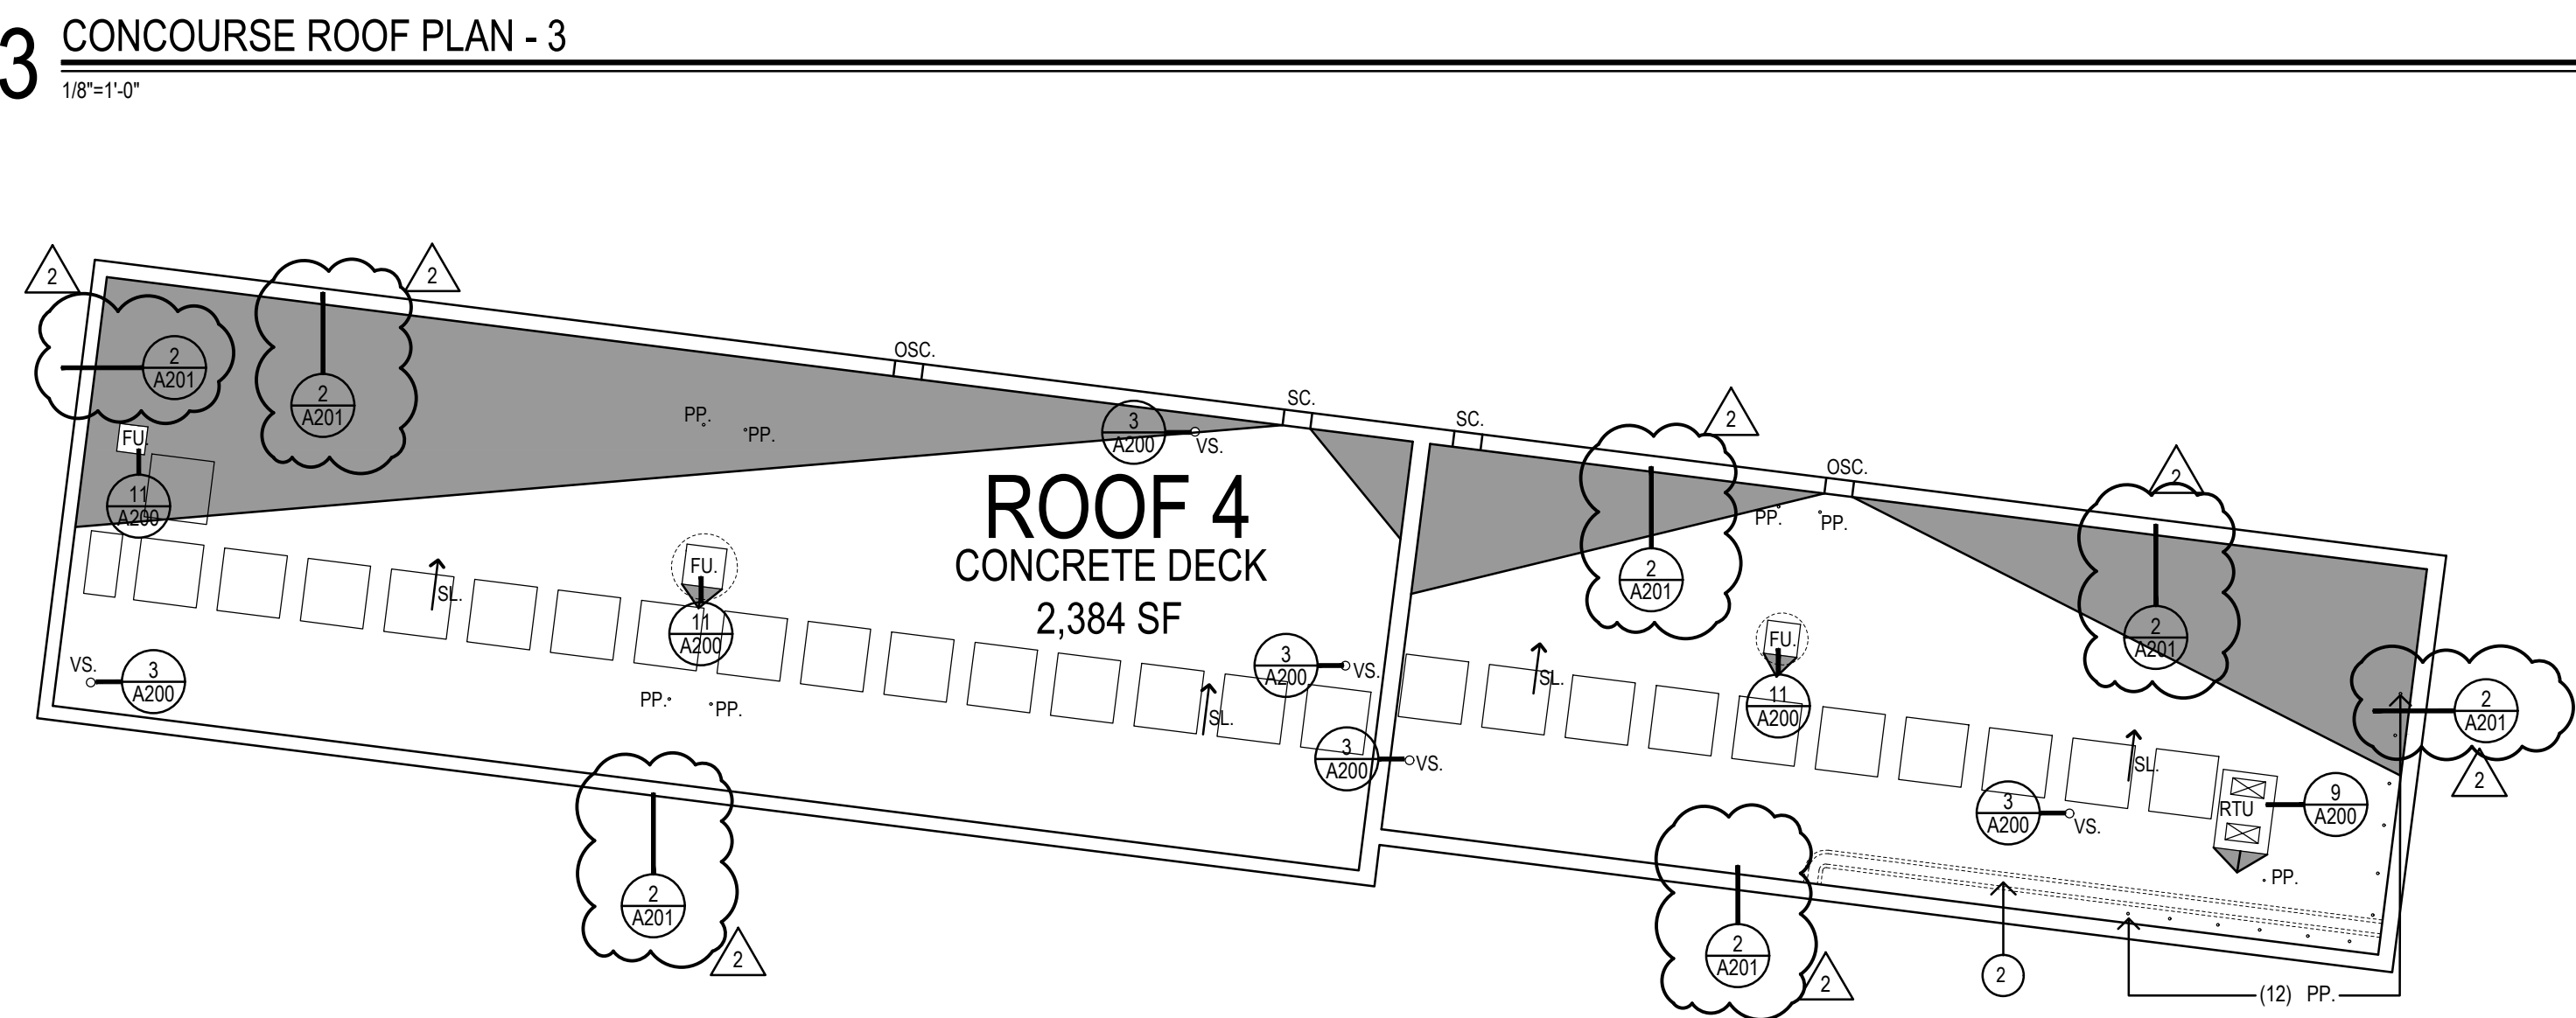 3
CONCOURSE ROOF PLAN - 3
1/8"=1'-0"
2
2
2
A201
2
A201
OSC.
SC.
SC.
2
OSC.
2
FU.
11
A200
PP.
PP.
3
A200
VS.
ROOF 4
CONCRETE DECK
2,384 SF
2
A201
PP.
PP.
2
A201
SL.
FU.
11
A200
VS.
3
A200
PP.
PP.
SL.
3
A200
VS.
3
A200
VS.
SL.
FU.
11
A200
SL.
3
A200
VS.
RTU
9
A200
2
A201
2
PP.
2
A201
2
2
A201
2
2
(12) PP.